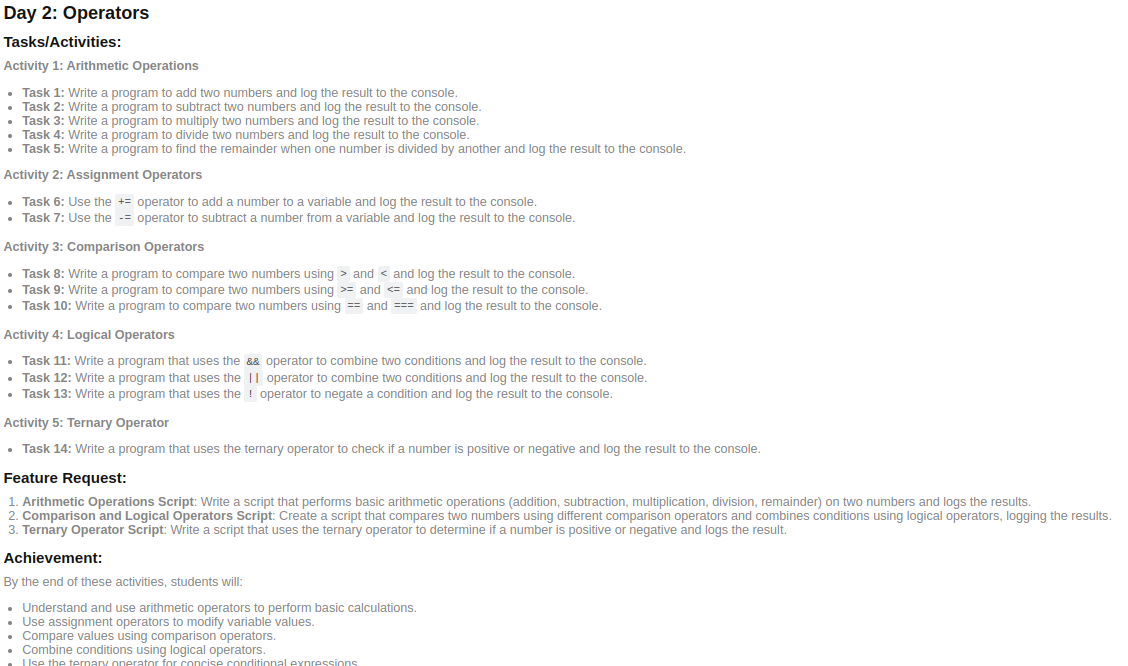 Day 2: Operators
Tasks/Activities:
Activity 1: Arithmetic Operations
Task 1: Write a program to add two numbers and log the result to the console.
Task 2: Write a program to subtract two numbers and log the result to the console.
Task 3: Write a program to multiply two numbers and log the result to the console.
Task 4: Write a program to divide two numbers and log the result to the console.
Task 5: Write a program to find the remainder when one number is divided by another and log the result to the console.
Activity 2: Assignment Operators
Task 6: Use the += operator to add a number to a variable and log the result to the console.
Task 7: Use the -= operator to subtract a number from a variable and log the result to the console.
Activity 3: Comparison Operators
Task 8: Write a program to compare two numbers using > and < and log the result to the console.
Task 9: Write a program to compare two numbers using >= and <= and log the result to the console.
Task 10: Write a program to compare two numbers using == and === and log the result to the console.
Activity 4: Logical Operators
Task 11: Write a program that uses the && operator to combine two conditions and log the result to the console.
Task 12: Write a program that uses the || operator to combine two conditions and log the result to the console.
Task 13: Write a program that uses the ! operator to negate a condition and log the result to the console.
Activity 5: Ternary Operator
Task 14: Write a program that uses the ternary operator to check if a number is positive or negative and log the result to the console.
Feature Request:
1. Arithmetic Operations Script: Write a script that performs basic arithmetic operations (addition, subtraction, multiplication, division, remainder) on two numbers and logs the results.
2. Comparison and Logical Operators Script: Create a script that compares two numbers using different comparison operators and combines conditions using logical operators, logging the results.
3. Ternary Operator Script: Write a script that uses the ternary operator to determine if a number is positive or negative and logs the result.
Achievement:
By the end of these activities, students will:
Understand and use arithmetic operators to perform basic calculations.
Use assignment operators to modify variable values.
Compare values using comparison operators.
Combine conditions using logical operators.
Use the ternary operator for concise conditional expressions.